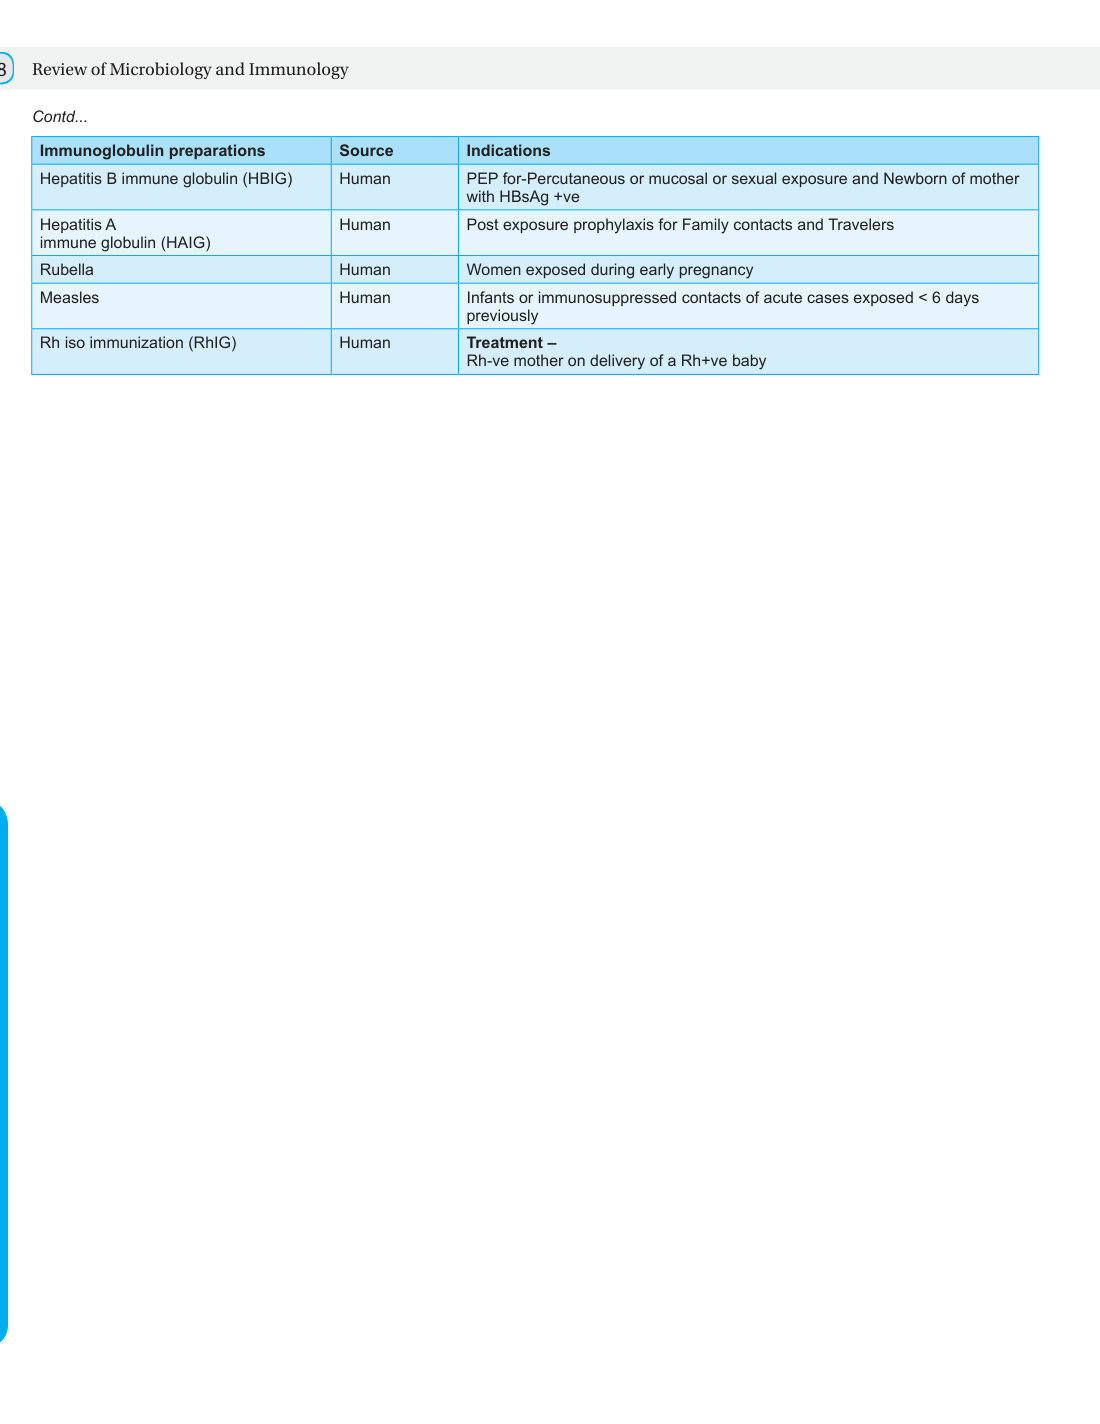 8 Review of Microbiology and Immunology
Contd...
Immunoglobulin preparations Source Indications
Hepatitis B immune globulin (HBIG) Human PEP for-Percutaneous or mucosal or sexual exposure and Newborn of mother
with HBsAg +ve
Hepatitis A Human Post exposure prophylaxis for Family contacts and Travelers
immune globulin (HAIG)
Rubella Human Women exposed during early pregnancy
Measles Human Infants or immunosuppressed contacts of acute cases exposed < 6 days
previously
Rh iso immunization (RhIG) Human Treatment –
Rh-ve mother on delivery of a Rh+ve baby